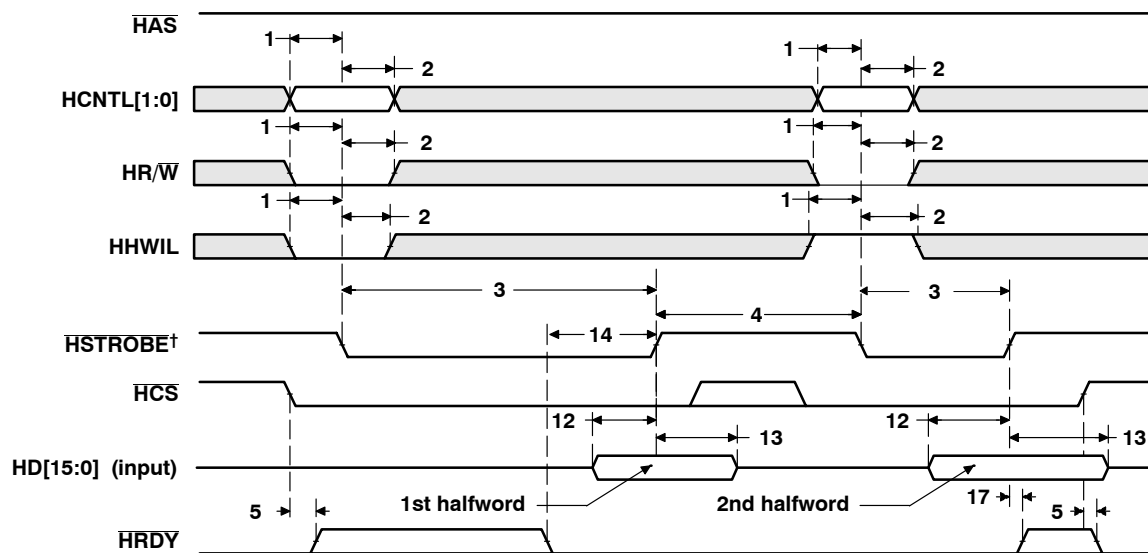 HAS
1 1
2 2
HCNTL[1:0]
1 1
2 2
HR/W
1 1
2 2
HHWIL
3 4 3
14
HSTROBE†
HCS
12 13 12 13
HD[15:0] (input)
1st halfword 2nd halfword 17
5 5
HRDY